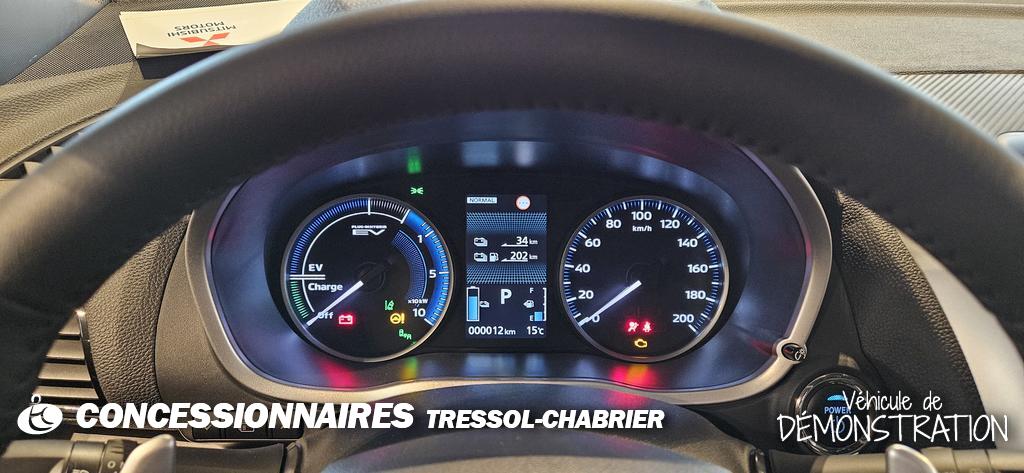 MITSUBISHI
MOTORS
PLUG-IN HYBRID
EV
EV
Charge
Off
1
5
10
×10kW
NORMAL
34 km
202 km
P
F
E
000012 km 15°C
0
20
40
60
80
100
120
140
160
180
200
km/h
POWER
CONCESSIONNAIRES TRESSOL-CHABRIER
Véhicule de
DÉMONSTRATION